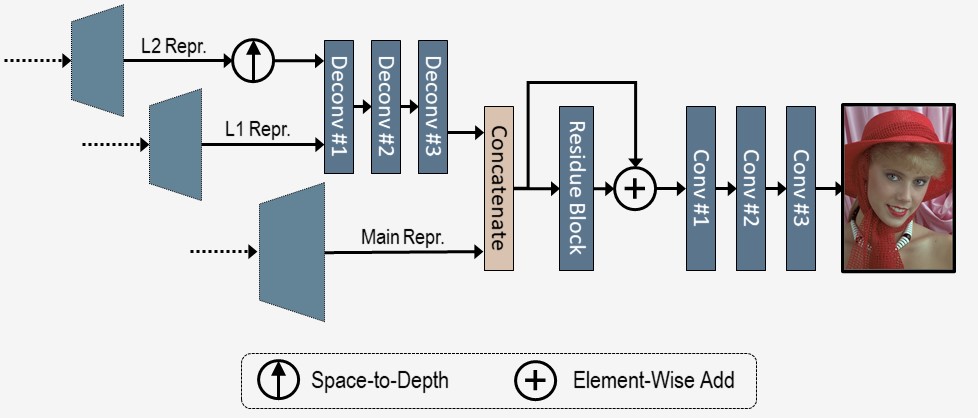 L2 Repr.
L1 Repr.
Main Repr.
Deconv #1
Deconv #2
Deconv #3
Concatenate
Residue Block
Conv #1
Conv #2
Conv #3
Space-to-Depth
Element-Wise Add